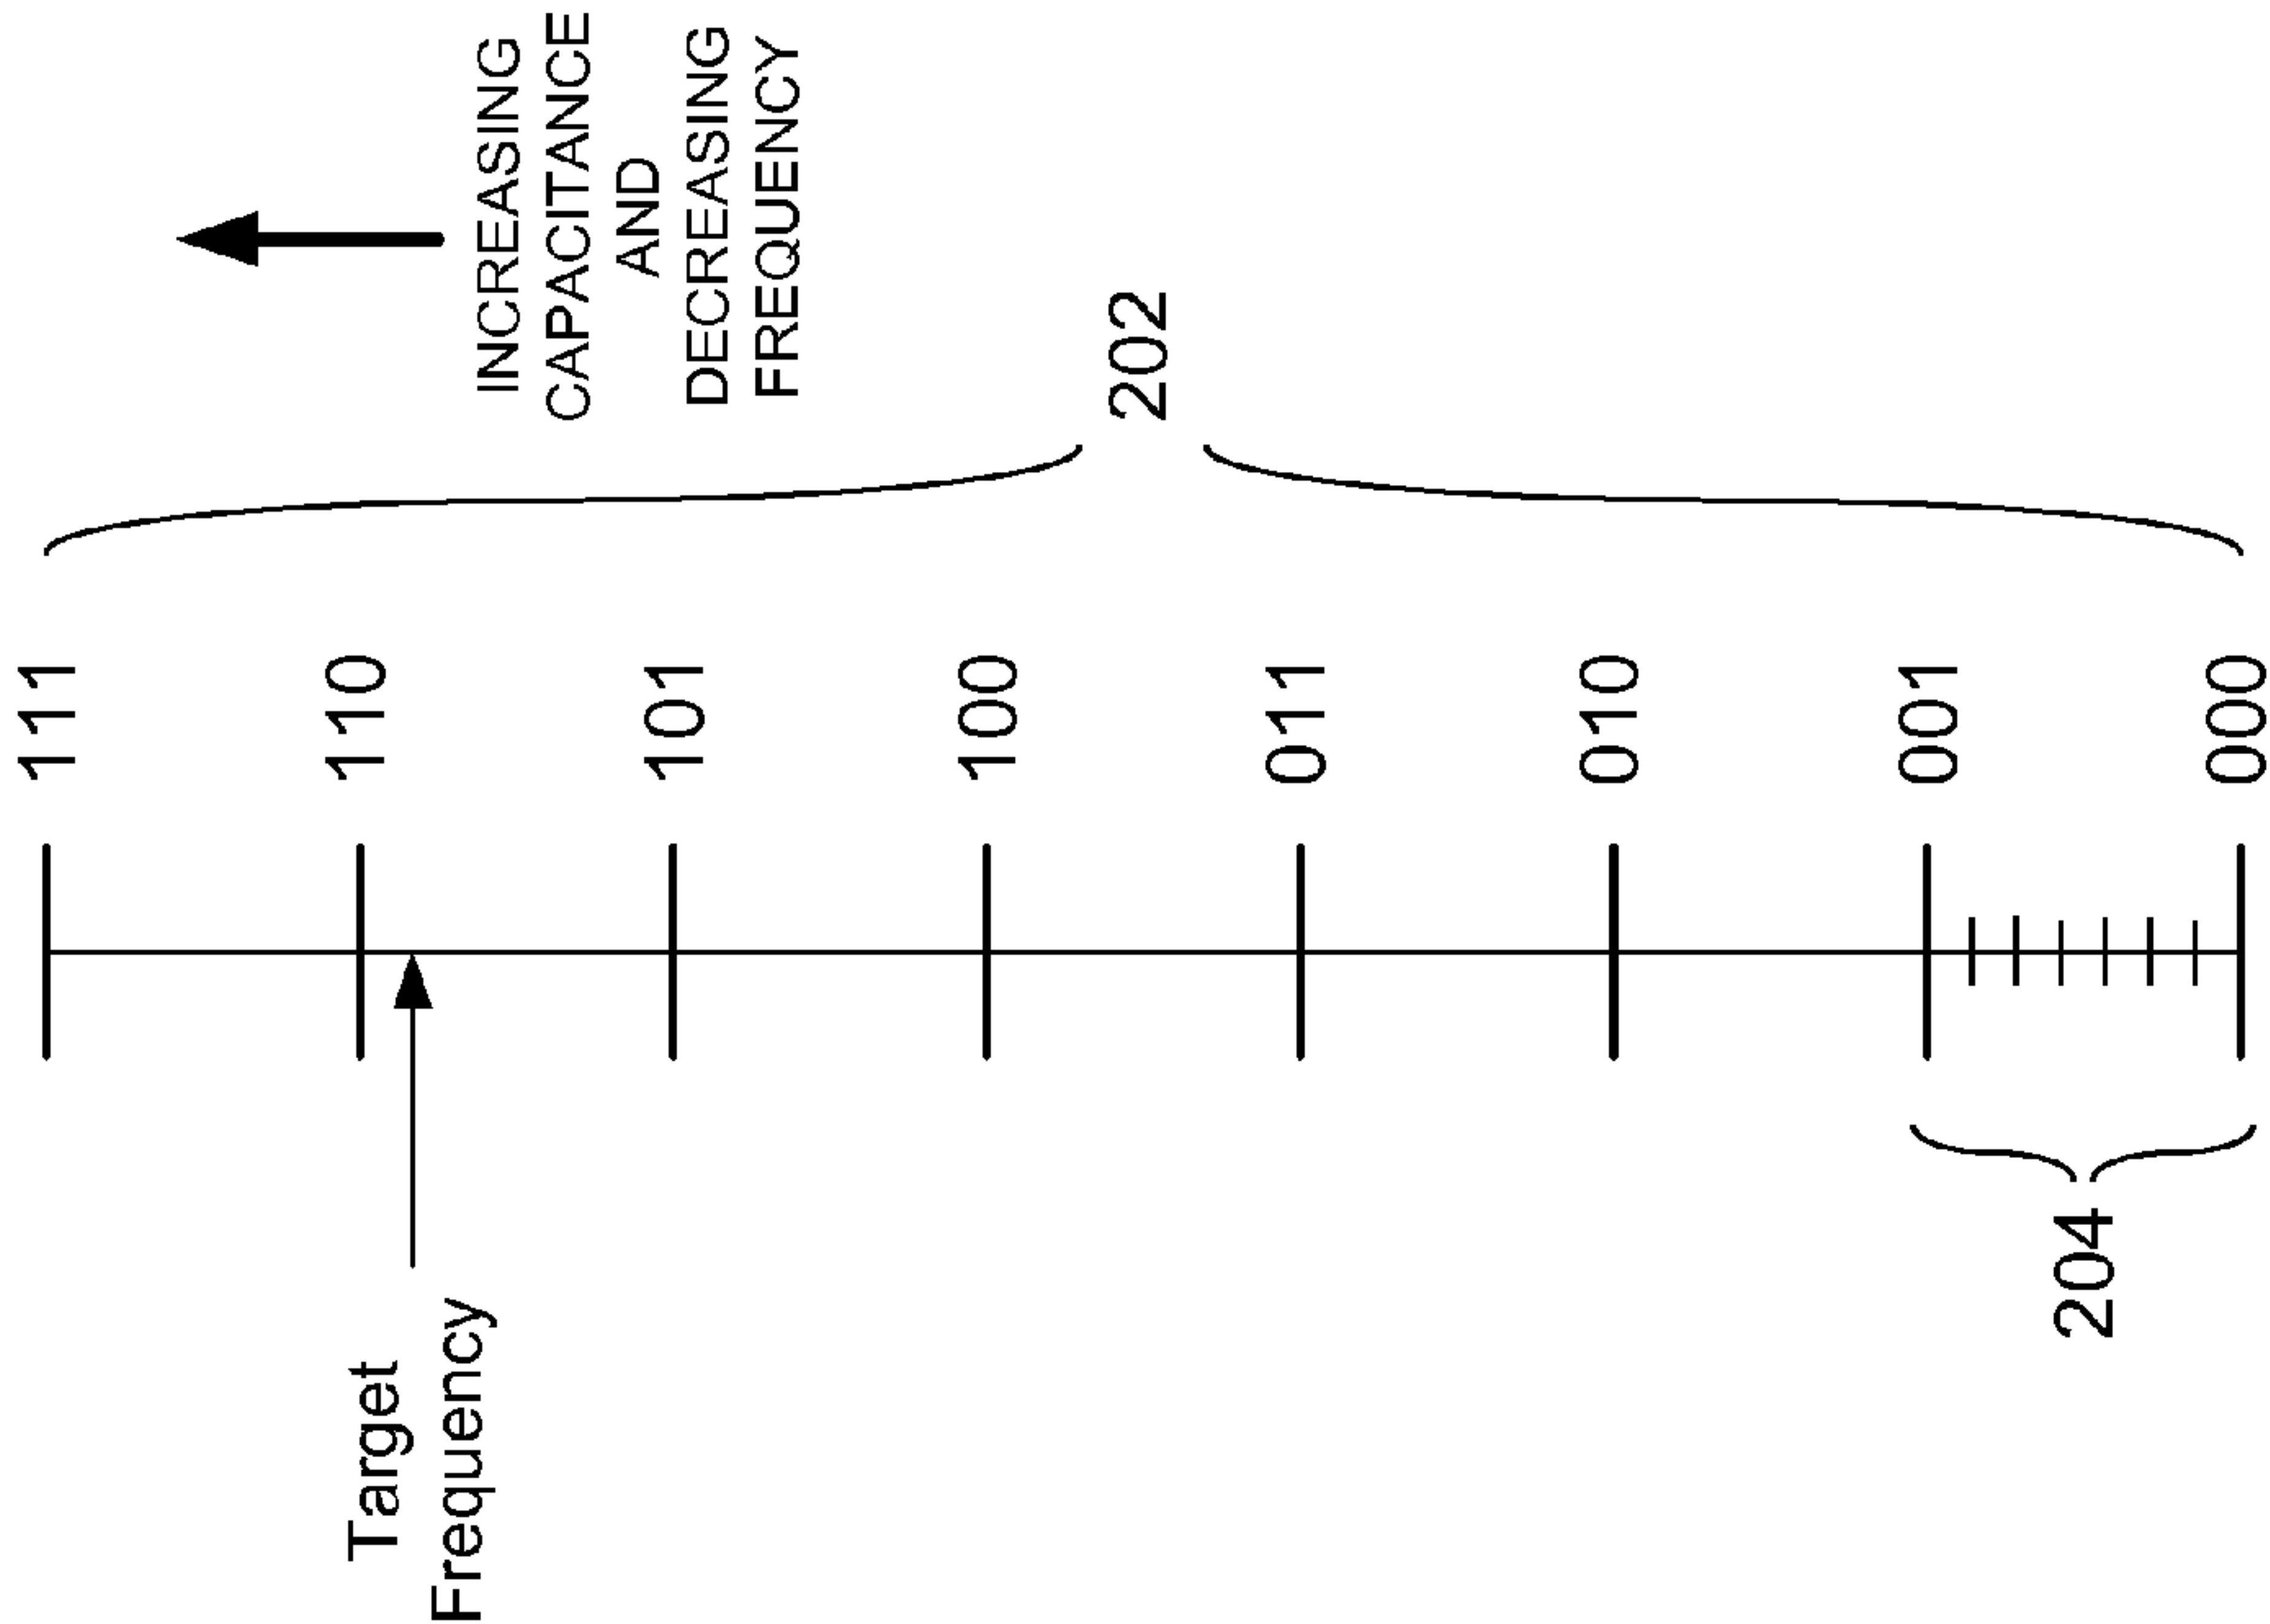 Target
Frequency
204
000
001
010
011
100
101
110
111
202
INCREASING
CAPACITANCE
AND
DECREASING
FREQUENCY